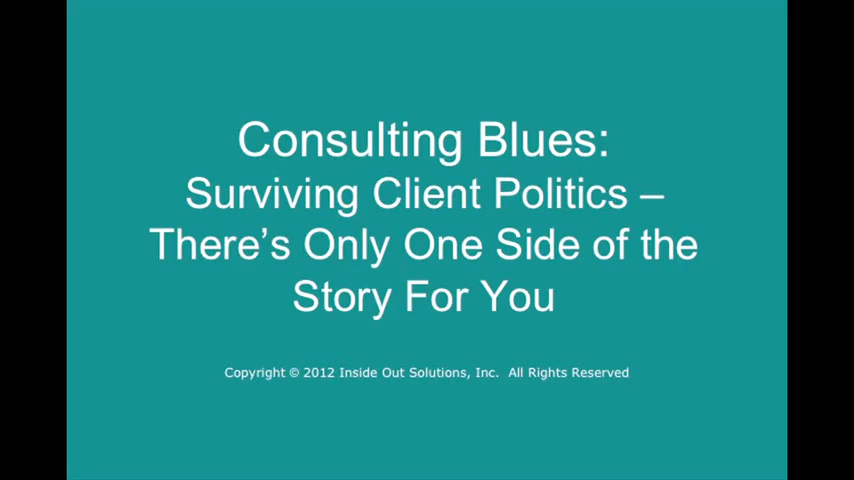 Consulting Blues:
Surviving Client Politics –
There's Only One Side of the
Story For You
Copyright © 2012 Inside Out Solutions, Inc.  All Rights Reserved